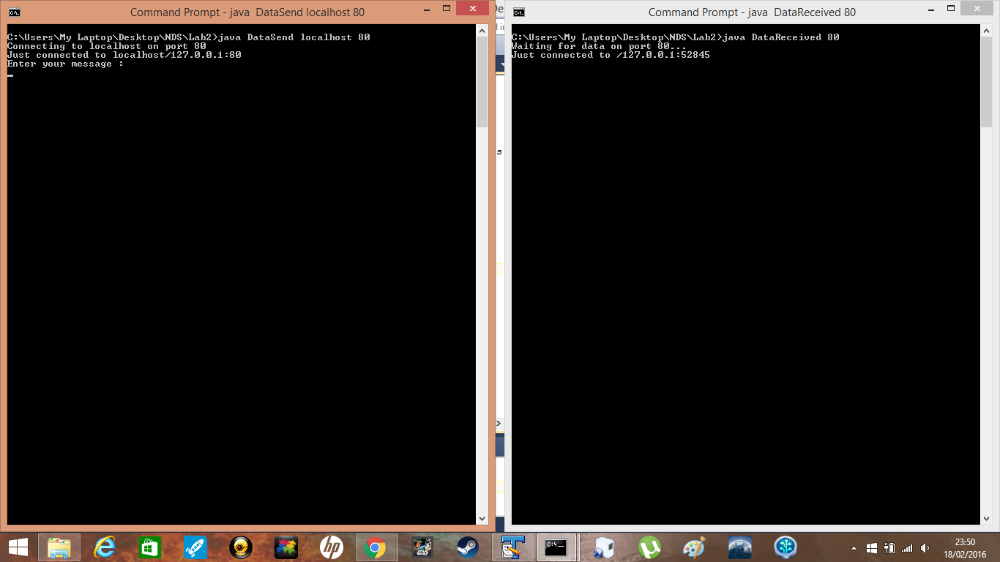 Command Prompt - java DataSend localhost 80
C:\Users\My Laptop\Desktop\NDS\Lab2>java DataSend localhost 80
Connecting to localhost on port 80
Just connected to localhost/127.0.0.1:80
Enter your message :
Command Prompt - java DataReceived 80
C:\Users\My Laptop\Desktop\NDS\Lab2>java DataReceived 80
Waiting for data on port 80...
Just connected to /127.0.0.1:52845
s
hp
23:50
18/02/2016